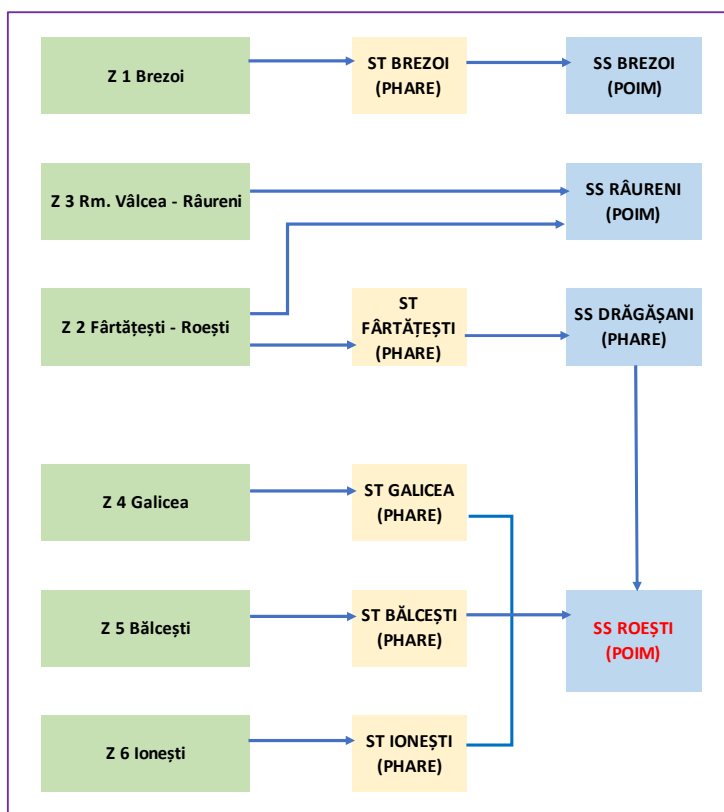 Z 1 Brezoi
ST BREZOI
(PHARE)
SS BREZOI
(POIM)
Z 3 Rm. Vâlcea - Râureni
SS RÂURENI
(POIM)
Z 2 Fârtățești - Roești
ST
FÂRTĂȚEȘTI
(PHARE)
SS DRĂGĂȘANI
(PHARE)
Z 4 Galicea
ST GALICEA
(PHARE)
Z 5 Bălcești
ST BĂLCEȘTI
(PHARE)
SS ROEȘTI
(POIM)
Z 6 Ionești
ST IONEȘTI
(PHARE)